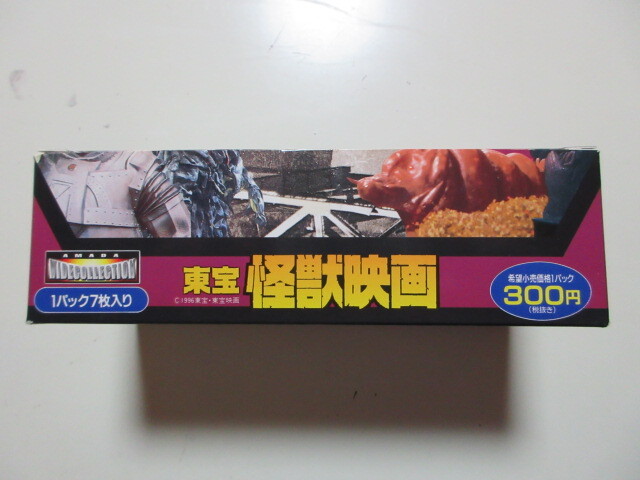 AMADA
WIDECOLLECTION
1パック7枚入り
東宝 怪獣映画
©1996東宝・東宝映画
希望小売価格1パック
300円
(税抜き)